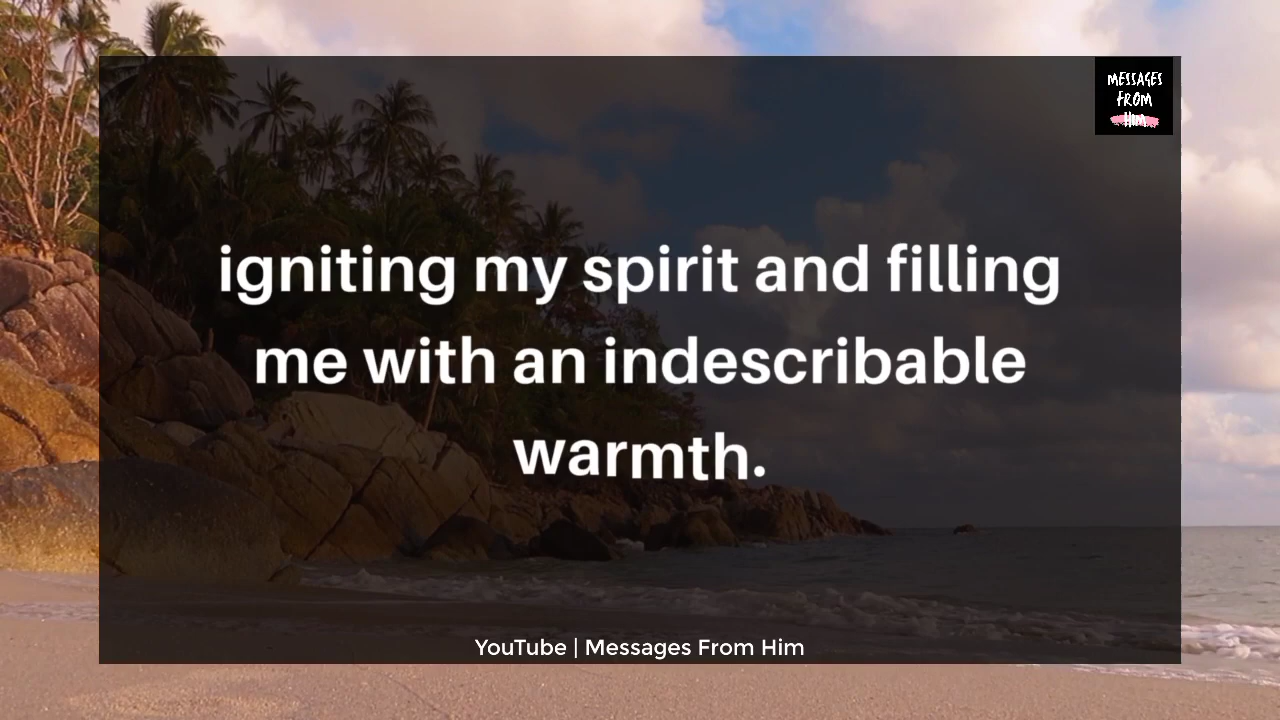 MESSAGES
FROM
HIM
igniting my spirit and filling
me with an indescribable
warmth.
YouTube | Messages From Him